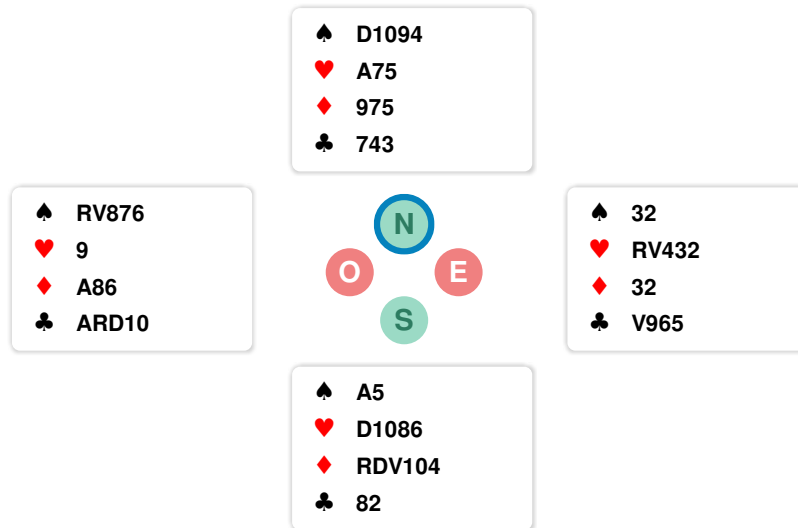 ♠ D1094
♥ A75
♦ 975
♣ 743
♠ RV876
♥ 9
♦ A86
♣ ARD10
N
O E
S
♠ 32
♥ RV432
♦ 32
♣ V965
♠ A5
♥ D1086
♦ RDV104
♣ 82